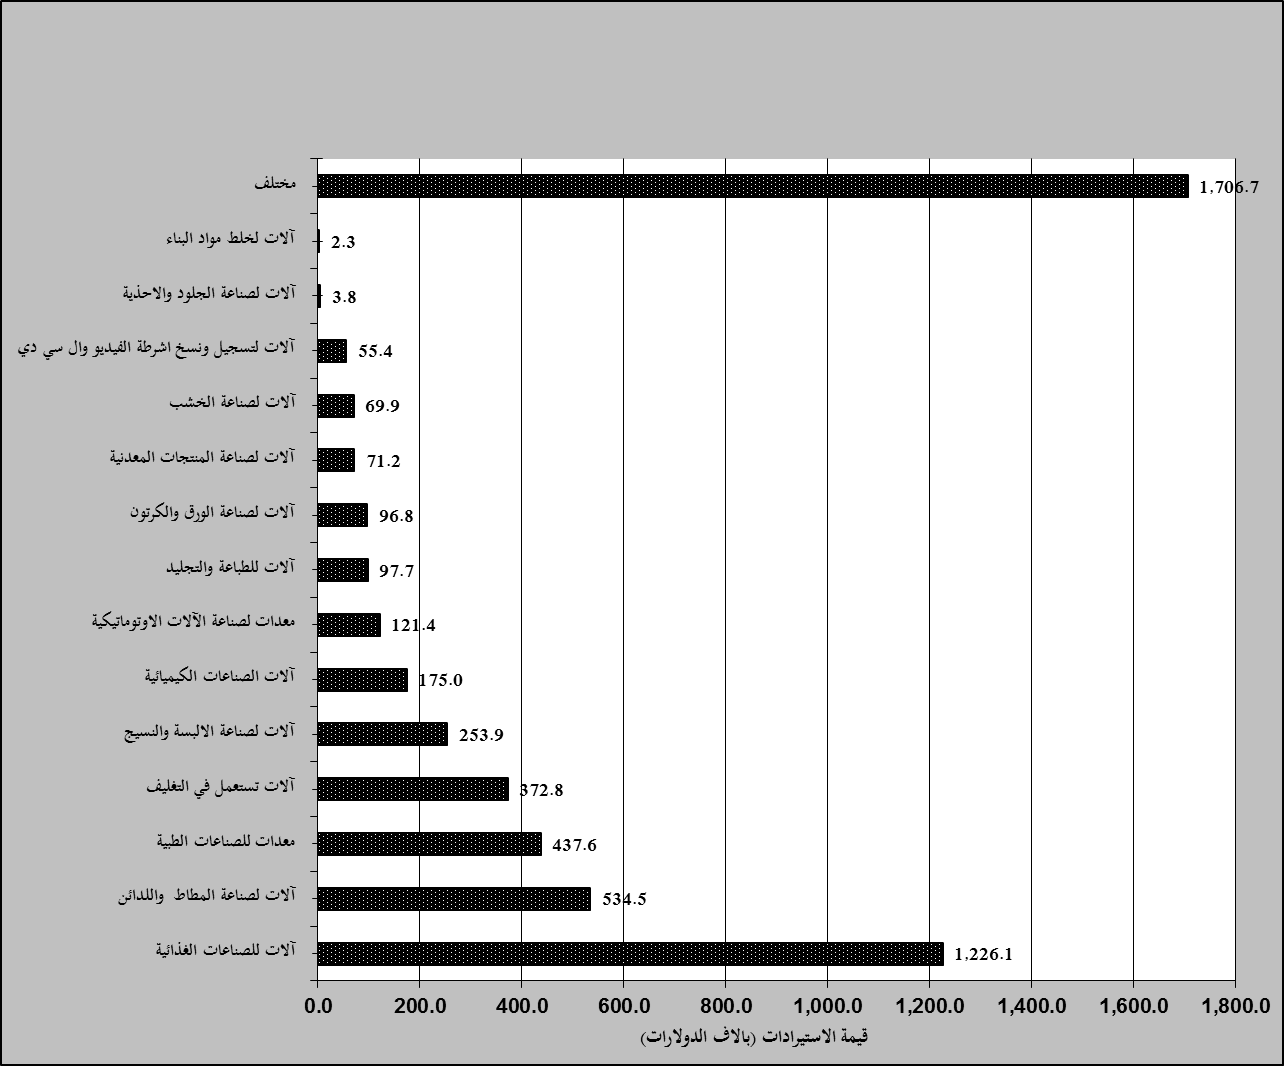 مختلف
1,706.7
آلات لخلط مواد البناء
2.3
آلات لصناعة الجلود والاحذية
3.8
آلات لتسجيل ونسخ اشرطة الفيديو وال سي دي
55.4
آلات لصناعة الخشب
69.9
آلات لصناعة المنتجات المعدنية
71.2
آلات لصناعة الورق والكرتون
96.8
آلات للطباعة والتجليد
97.7
معدات لصناعة الآلات الاوتوماتيكية
121.4
آلات الصناعات الكيميائية
175.0
آلات لصناعة الالبسة والنسيج
253.9
آلات تستعمل في التغليف
372.8
معدات للصناعات الطبية
437.6
آلات لصناعة المطاط واللدائن
534.5
آلات للصناعات الغذائية
1,226.1
0.0 200.0 400.0 600.0 800.0 1,000.0 1,200.0 1,400.0 1,600.0 1,800.0
قيمة الاستيرادات (بالاف الدولارات)